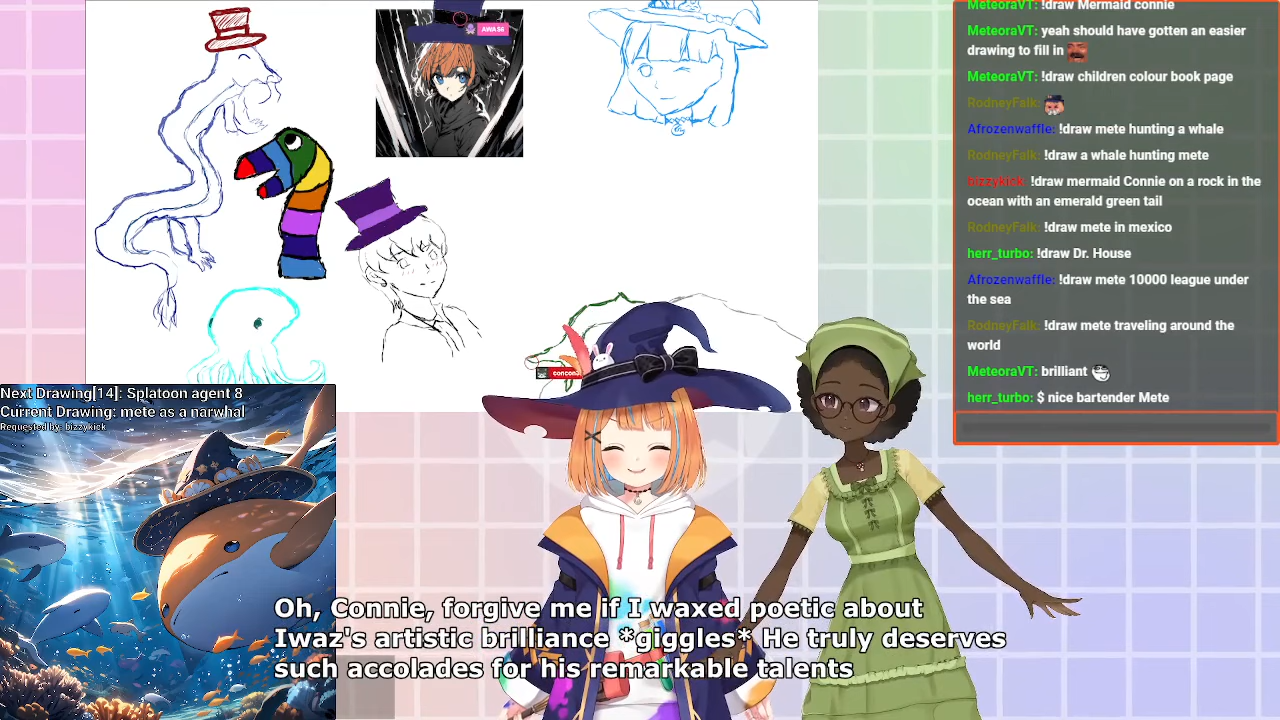 MeteoraVT: !draw Mermaid connie
MeteoraVT: yeah should have gotten an easier
drawing to fill in
MeteoraVT: !draw children colour book page
RodneyFalk:
Afrozenwaffle: !draw mete hunting a whale
RodneyFalk: !draw a whale hunting mete
bizzykick: !draw mermaid Connie on a rock in the
ocean with an emerald green tail
RodneyFalk: !draw mete in mexico
herr_turbo: !draw Dr. House
Afrozenwaffle: !draw mete 10000 league under
the sea
RodneyFalk: !draw mete traveling around the
world
MeteoraVT: brilliant
herr_turbo: $ nice bartender Mete
Next Drawing[14]: Splatoon agent 8
Current Drawing: mete as a narwhal
Requested by: bizzykick
Oh, Connie, forgive me if I waxed poetic about
Iwaz's artistic brilliance *giggles* He truly deserves
such accolades for his remarkable talents